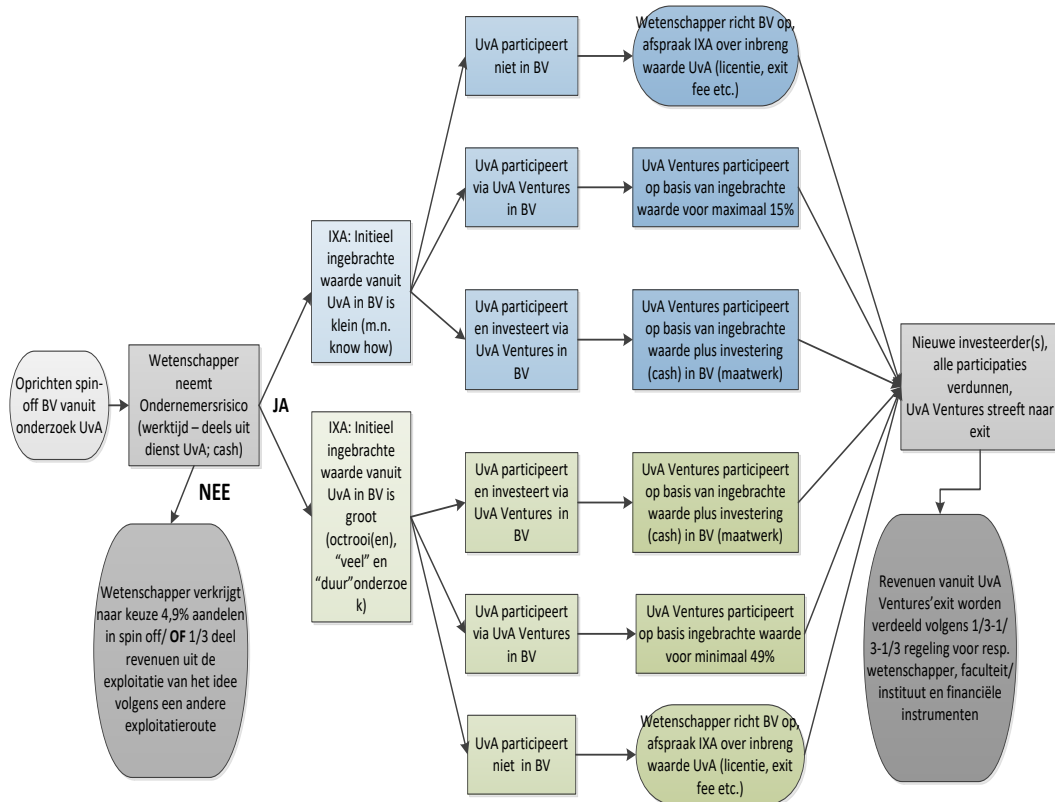 Oprichten spin-
off BV vanuit
onderzoek UvA
Wetenschapper
neemt
Ondernemersrisico
(werktijd – deels uit
dienst UvA; cash)
JA
NEE
Wetenschapper verkrijgt
naar keuze 4,9% aandelen
in spin off/ OF 1/3 deel
revenuen uit de
exploitatie van het idee
volgens een andere
exploitatieroute
IXA: Initieel
ingebrachte
waarde vanuit
UvA in BV is
klein (m.n.
know how)
IXA: Initieel
ingebrachte
waarde vanuit
UvA in BV is
groot
(octrooi(en),
“veel” en
“duur”onderzoe
k)
UvA participeert
niet in BV
Wetenschapper richt BV op,
afspraak IXA over inbreng
waarde UvA (licentie, exit
fee etc.)
UvA participeert
via UvA Ventures
in BV
UvA Ventures participeert
op basis van ingebrachte
waarde voor maximaal 15%
UvA participeert
en investeert via
UvA Ventures in
BV
UvA Ventures participeert
op basis van ingebrachte
waarde plus investering
(cash) in BV (maatwerk)
UvA participeert
en investeert via
UvA Ventures in
BV
UvA Ventures participeert
op basis van ingebrachte
waarde plus investering
(cash) in BV (maatwerk)
UvA participeert
via UvA Ventures
in BV
UvA Ventures participeert
op basis ingebrachte waarde
voor minimaal 49%
UvA participeert
niet in BV
Wetenschapper richt BV op,
afspraak IXA over inbreng
waarde UvA (licentie, exit
fee etc.)
Nieuwe investeerder(s),
alle participaties
verdunnen,
UvA Ventures streeft naar
exit
Revenuen vanuit UvA
Ventures’exit worden
verdeeld volgens 1/3-1/
3-1/3 regeling voor resp.
wetenschapper, faculteit/
instituut en financiële
instrumenten